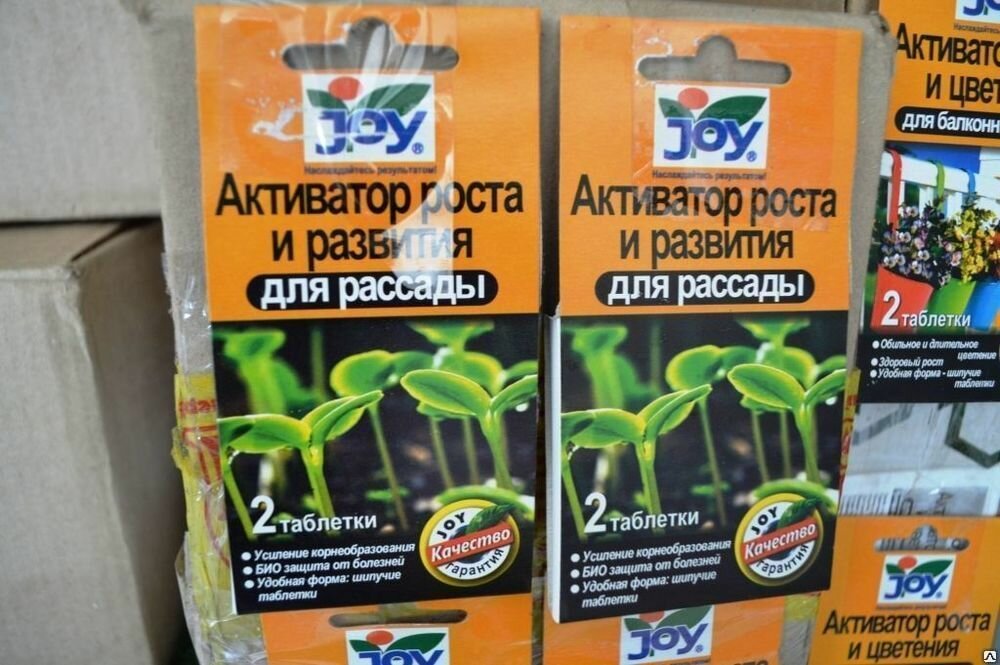 JOY®
Наслаждайтесь результатом!
Активатор роста
и развития
для рассады
2 таблетки
• Усиление корнеобразования
• БИО защита от болезней
• Удобная форма: шипучие
таблетки
JOY
Качество
гарантия
JOY®
Наслаждайтесь результатом!
Активатор роста
и развития
для рассады
2 таблетки
• Усиление корнеобразования
• БИО защита от болезней
• Удобная форма: шипучие
таблетки
JOY
Качество
гарантия
Активато
и цвет
для балконн
2 таблетки
• Обильное и длительное
цветение
• Здоровый рост
• Удобная форма - шипучие
таблетки
JOY
JOY
JOY
Активатор роста
и цветения